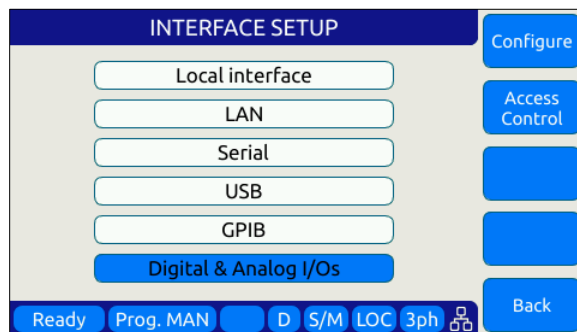 INTERFACE SETUP
Configure
Local interface
Access
Control
LAN
Serial
USB
GPIB
Digital & Analog I/Os
Back
Ready Prog. MAN D S/M LOC 3ph